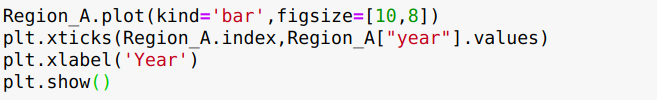 Region_A.plot(kind='bar',figsize=[10,8])
plt.xticks(Region_A.index,Region_A["year"].values)
plt.xlabel('Year')
plt.show()